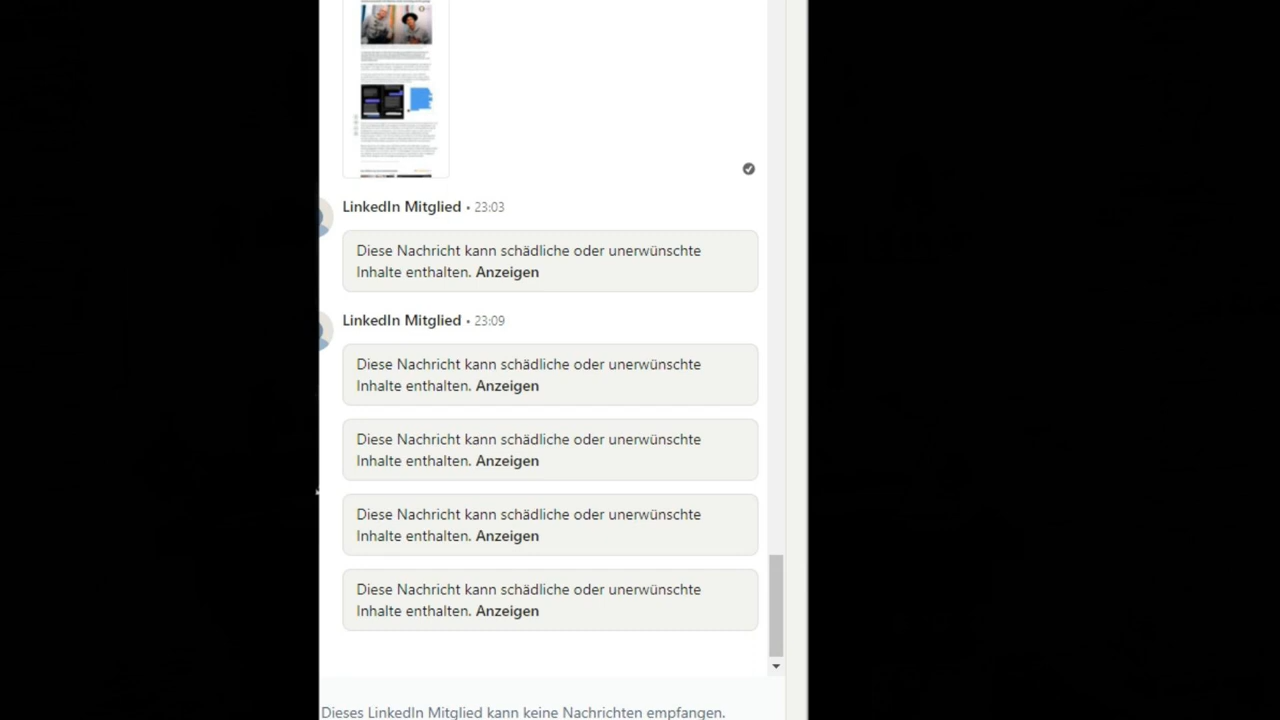 LinkedIn Mitglied • 23:03
Diese Nachricht kann schädliche oder unerwünschte
Inhalte enthalten. Anzeigen
LinkedIn Mitglied • 23:09
Diese Nachricht kann schädliche oder unerwünschte
Inhalte enthalten. Anzeigen
Diese Nachricht kann schädliche oder unerwünschte
Inhalte enthalten. Anzeigen
Diese Nachricht kann schädliche oder unerwünschte
Inhalte enthalten. Anzeigen
Diese Nachricht kann schädliche oder unerwünschte
Inhalte enthalten. Anzeigen
Dieses LinkedIn Mitglied kann keine Nachrichten empfangen.